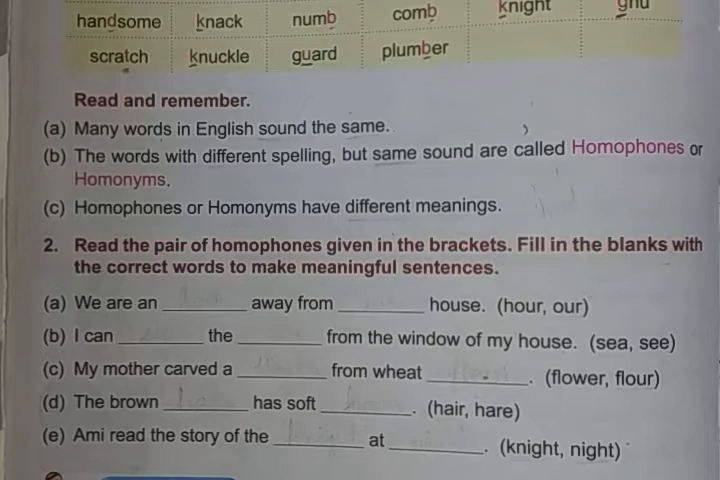 handsome knack numb comb knight gnu
scratch knuckle guard plumber
Read and remember.
(a) Many words in English sound the same.
(b) The words with different spelling, but same sound are called Homophones or
Homonyms.
(c) Homophones or Homonyms have different meanings.
2. Read the pair of homophones given in the brackets. Fill in the blanks with
the correct words to make meaningful sentences.
(a) We are an ________ away from ________ house. (hour, our)
(b) I can ________ the ________ from the window of my house. (sea, see)
(c) My mother carved a ________ from wheat ________. (flower, flour)
(d) The brown ________ has soft ________. (hair, hare)
(e) Ami read the story of the ________ at ________. (knight, night)